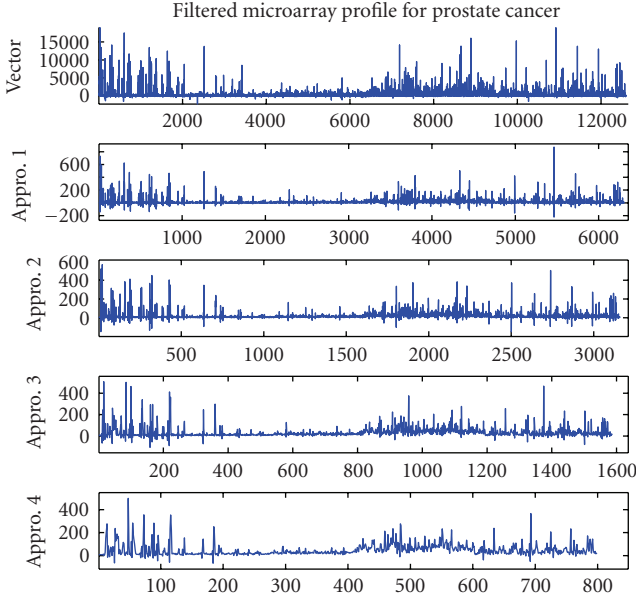 Filtered microarray profile for prostate cancer
Vector
15000
10000
5000
0
2000 4000 6000 8000 10000 12000
Appro. 1
600
200
−200
1000 2000 3000 4000 5000 6000
Appro. 2
600
400
200
0
500 1000 1500 2000 2500 3000
Appro. 3
400
200
0
200 400 600 800 1000 1200 1400 1600
Appro. 4
400
200
0
100 200 300 400 500 600 700 800